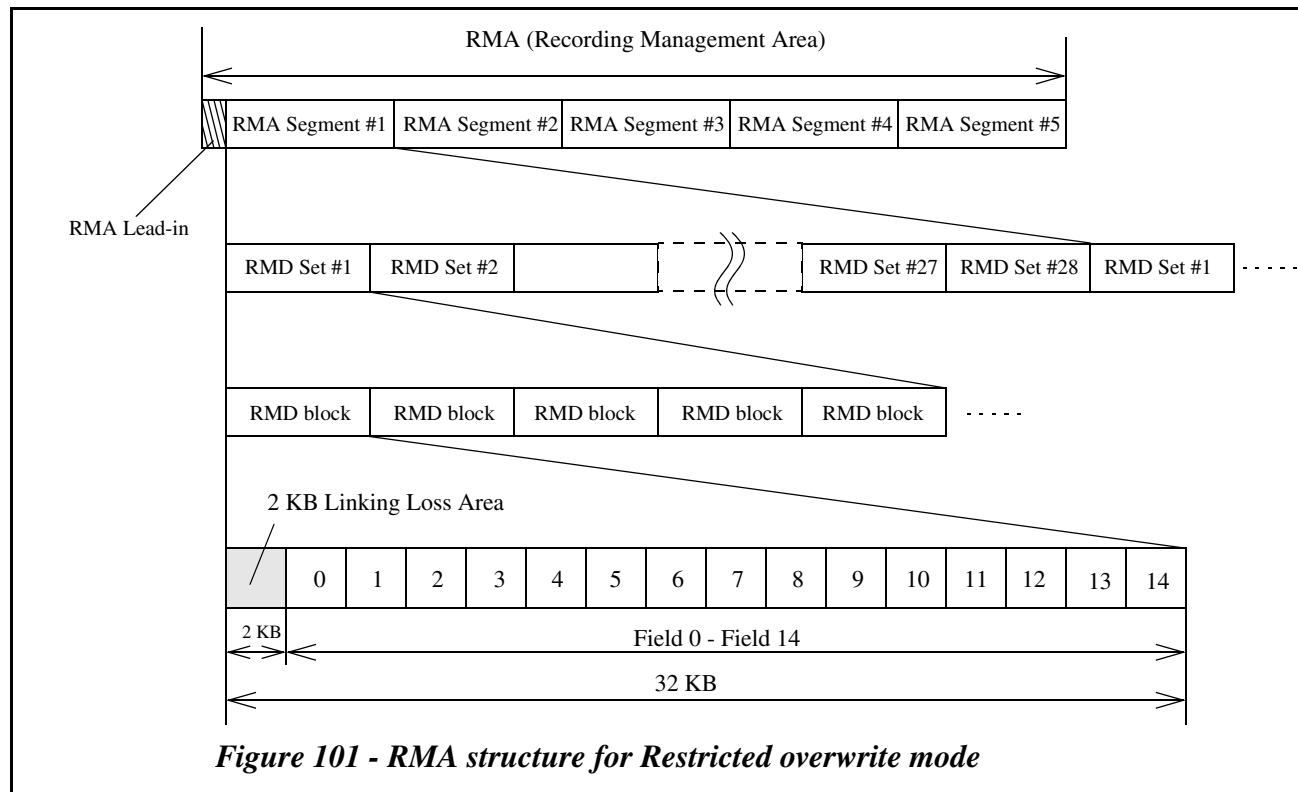 RMA (Recording Management Area)
RMA Segment #1 RMA Segment #2 RMA Segment #3 RMA Segment #4 RMA Segment #5
RMA Lead-in
RMD Set #1 RMD Set #2 RMD Set #27 RMD Set #28 RMD Set #1
RMD block RMD block RMD block RMD block RMD block
2 KB Linking Loss Area
0 1 2 3 4 5 6 7 8 9 10 11 12 13 14
2 KB Field 0 - Field 14
32 KB
Figure 101 - RMA structure for Restricted overwrite mode